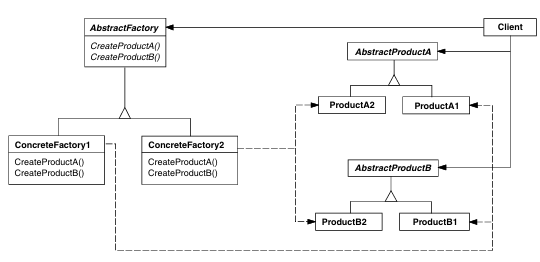 AbstractFactory
CreateProductA()
CreateProductB()
Client
AbstractProductA
ProductA2
ProductA1
ConcreteFactory1
CreateProductA()
CreateProductB()
ConcreteFactory2
CreateProductA()
CreateProductB()
AbstractProductB
ProductB2
ProductB1